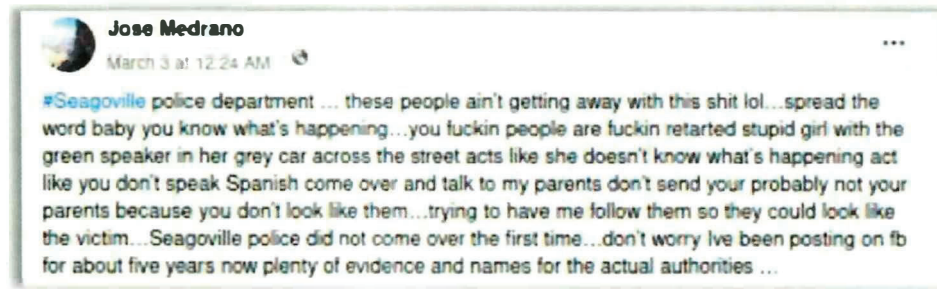 Jose Medrano
March 3 at 12:24 AM
...
#Seagoville police department ... these people ain't getting away with this shit lol...spread the
word baby you know what's happening...you fuckin people are fuckin retarted stupid girl with the
green speaker in her grey car across the street acts like she doesn't know what's happening act
like you don't speak Spanish come over and talk to my parents don't send your probably not your
parents because you don't look like them...trying to have me follow them so they could look like
the victim...Seagoville police did not come over the first time...don't worry Ive been posting on fb
for about five years now plenty of evidence and names for the actual authorities ...